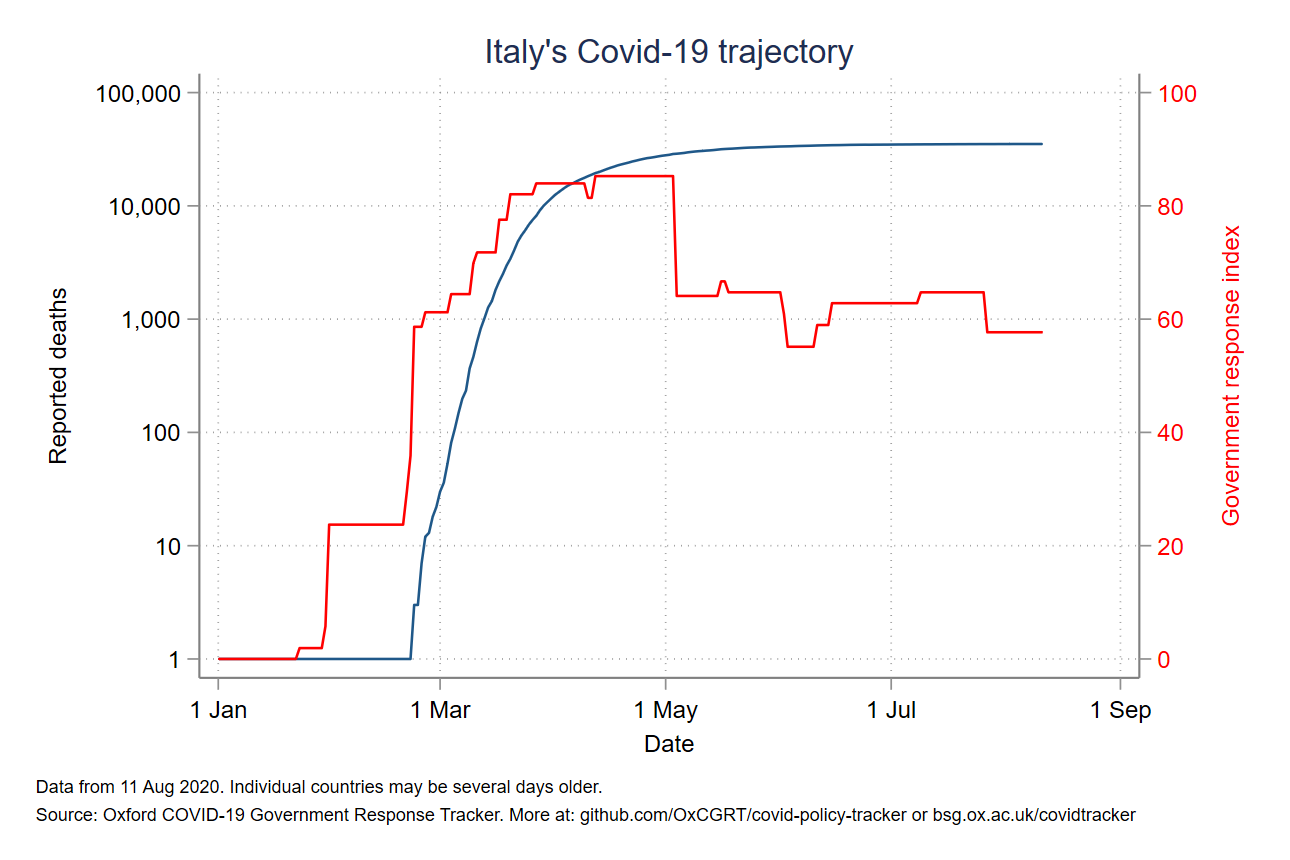 Italy's Covid-19 trajectory
100,000
10,000
1,000
100
10
1
Reported deaths
100
80
60
40
20
0
Government response index
1 Jan
1 Mar
1 May
1 Jul
1 Sep
Date
Data from 11 Aug 2020. Individual countries may be several days older.
Source: Oxford COVID-19 Government Response Tracker. More at: github.com/OxCGRT/covid-policy-tracker or bsg.ox.ac.uk/covidtracker